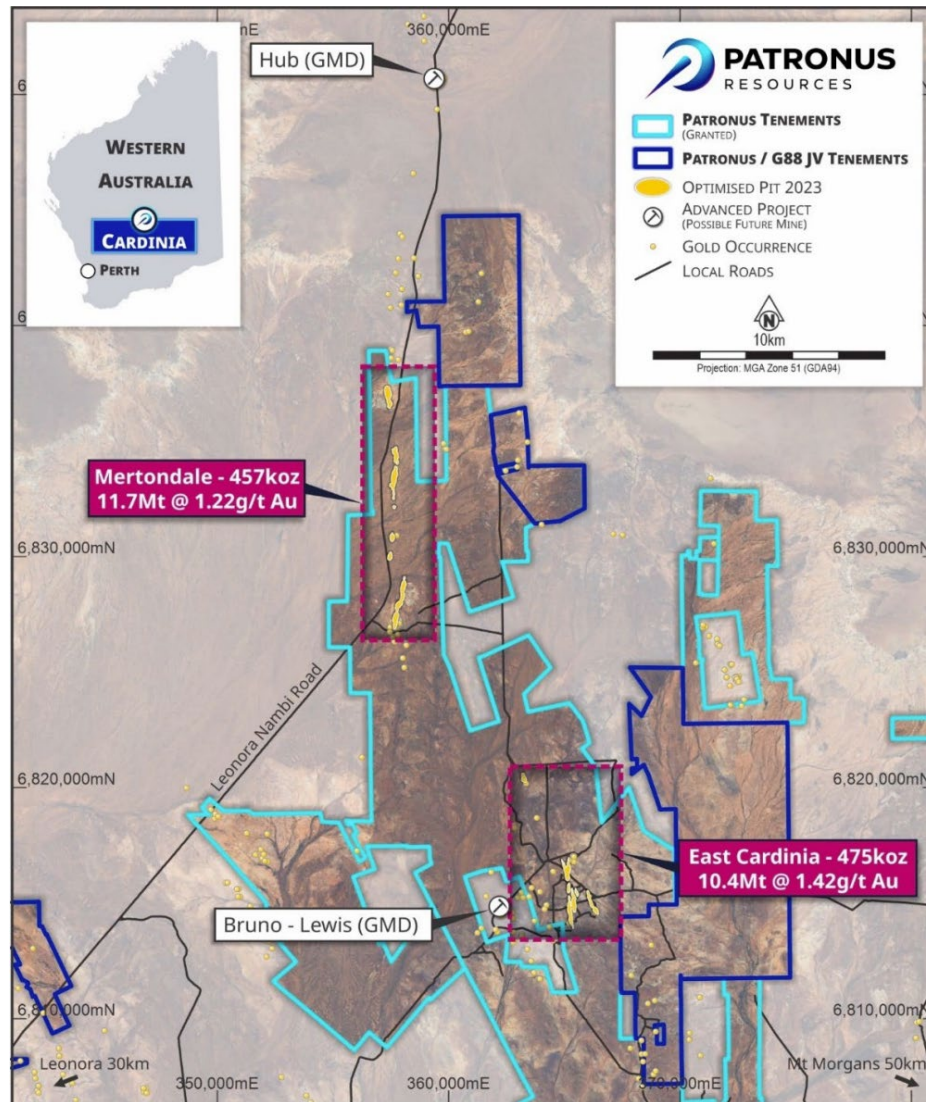 mE
360,000mE
Hub (GMD)
WESTERN
AUSTRALIA
CARDINIA
PERTH
PATRONUS
RESOURCES
PATRONUS TENEMENTS
(GRANTED)
PATRONUS / G88 JV TENEMENTS
OPTIMISED PIT 2023
ADVANCED PROJECT
(POSSIBLE FUTURE MINE)
GOLD OCCURRENCE
LOCAL ROADS
N
10km
Projection: MGA Zone 51 (GDA94)
Mertondale - 457koz
11.7Mt @ 1.22g/t Au
6,830,000mN
6,830,000mN
Leonora Nambi Road
6,820,000mN
6,820,000mN
East Cardinia - 475koz
10.4Mt @ 1.42g/t Au
Bruno - Lewis (GMD)
6,810,000mN
6,810,000mN
Leonora 30km
Mt Morgans 50km
350,000mE
360,000mE
370,000mE